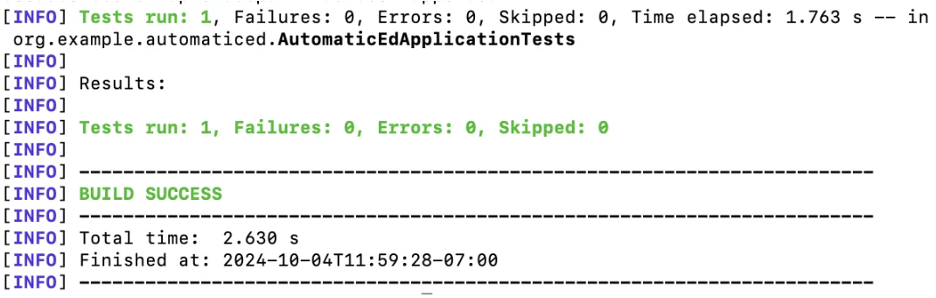 [INFO] Tests run: 1, Failures: 0, Errors: 0, Skipped: 0, Time elapsed: 1.763 s -- in
org.example.automaticed.AutomaticEdApplicationTests
[INFO]
[INFO] Results:
[INFO]
[INFO] Tests run: 1, Failures: 0, Errors: 0, Skipped: 0
[INFO]
[INFO] ------------------------------------------------------------------------
[INFO] BUILD SUCCESS
[INFO] ------------------------------------------------------------------------
[INFO] Total time:  2.630 s
[INFO] Finished at: 2024-10-04T11:59:28-07:00
[INFO] ------------------------------------------------------------------------